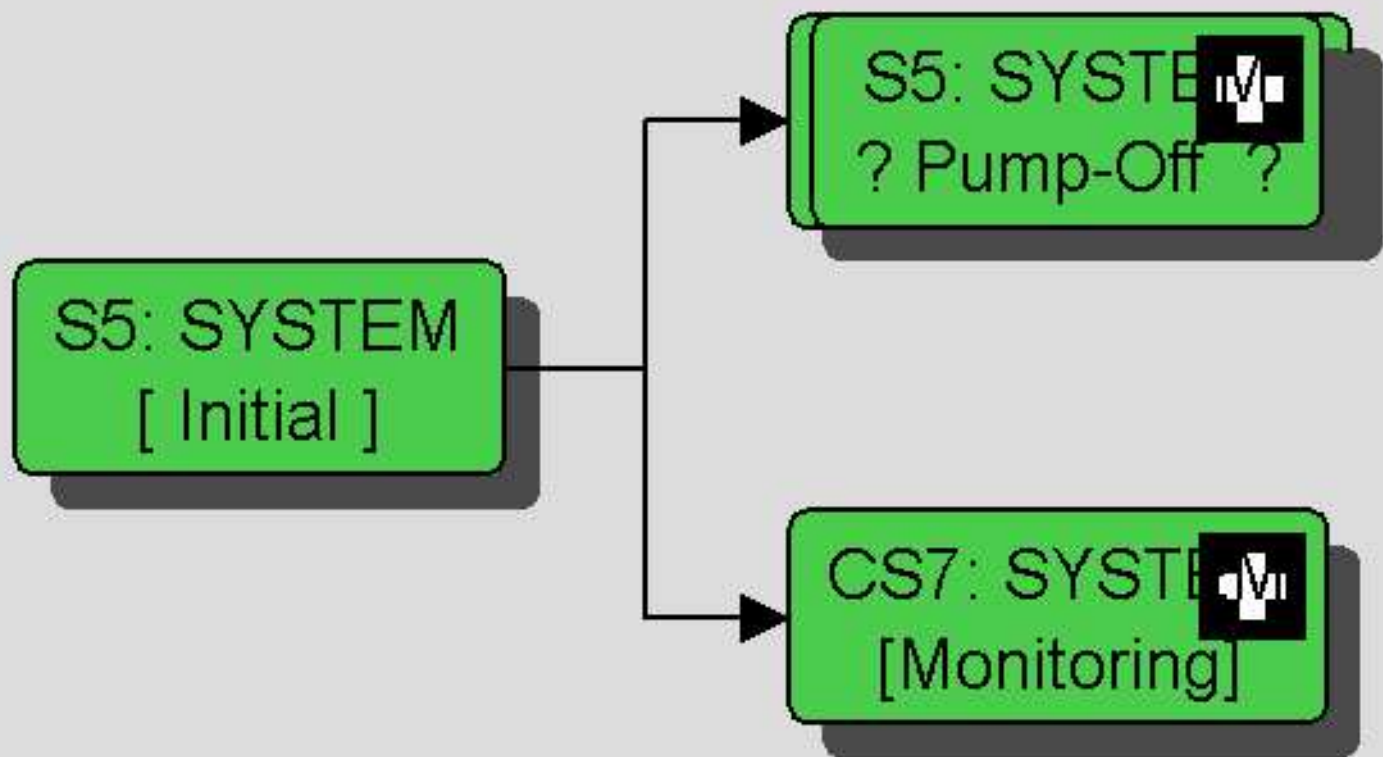 S5: SYSTEM
[ Initial ]
S5: SYSTE
? Pump-Off ?
CS7: SYSTE
[Monitoring]